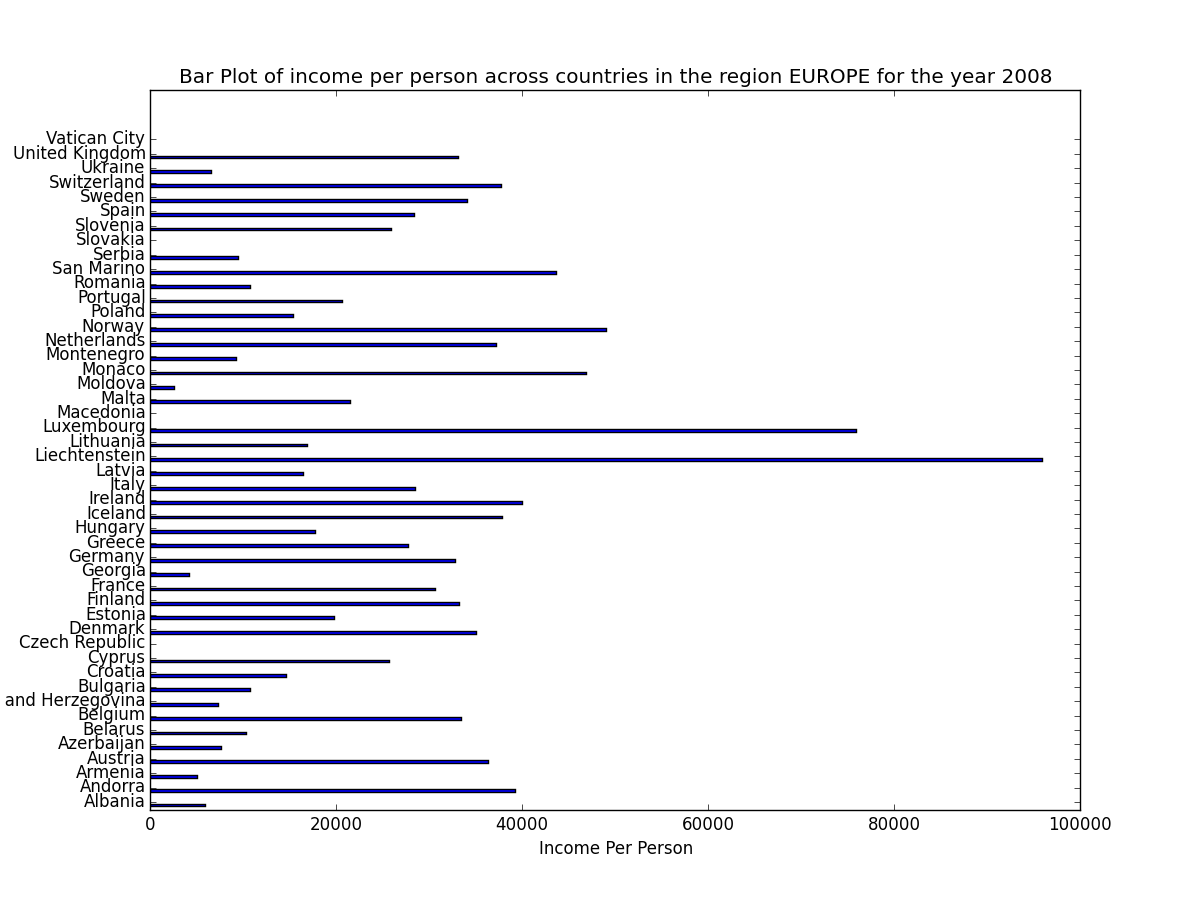 Bar Plot of income per person across countries in the region EUROPE for the year 2008
Vatican City
United Kingdom
Ukraine
Switzerland
Sweden
Spain
Slovenia
Slovakia
Serbia
San Marino
Romania
Portugal
Poland
Norway
Netherlands
Montenegro
Monaco
Moldova
Malta
Macedonia
Luxembourg
Lithuania
Liechtenstein
Latvia
Italy
Ireland
Iceland
Hungary
Greece
Germany
Georgia
France
Finland
Estonia
Denmark
Czech Republic
Cyprus
Croatia
Bulgaria
and Herzegovina
Belgium
Belarus
Azerbaijan
Austria
Armenia
Andorra
Albania
0 20000 40000 60000 80000 100000
Income Per Person